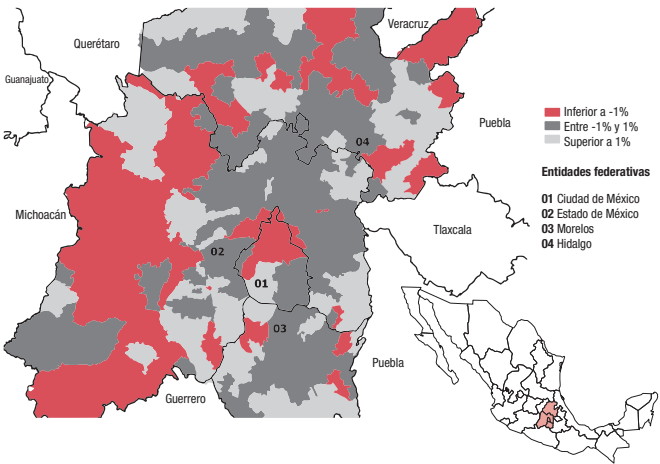 Veracruz
Querétaro
Guanajuato
Puebla
04
Inferior a -1%
Entre -1% y 1%
Superior a 1%
Entidades federativas
01 Ciudad de México
02 Estado de México
03 Morelos
04 Hidalgo
Michoacán
Tlaxcala
02
01
03
Puebla
Guerrero